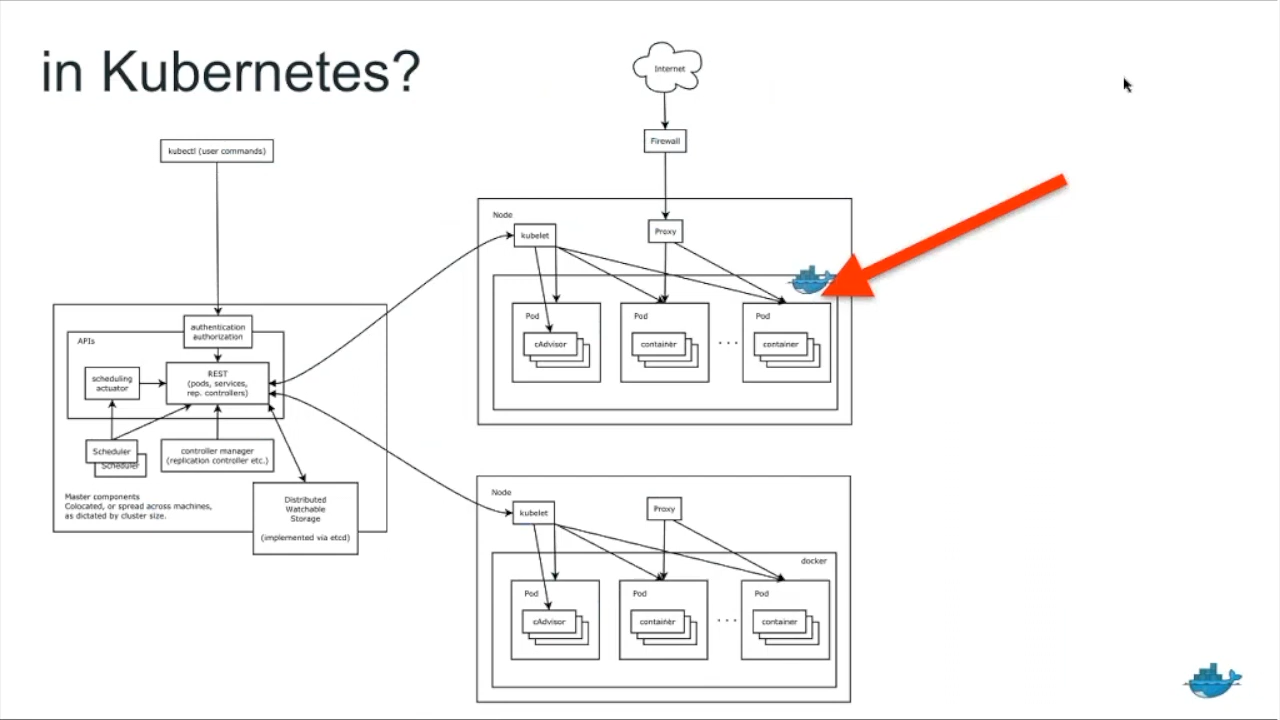 in Kubernetes?
Internet
Firewall
kubectl (user commands)
authentication
authorization
APIs
scheduling
actuator
REST
(pods, services,
rep. controllers)
Scheduler
Scheduler
controller manager
(replication controller etc.)
Master components
Colocated, or spread across machines,
as dictated by cluster size.
Distributed
Watchable
Storage
(implemented via etcd)
Node
kubelet
Proxy
Pod
cAdvisor
Pod
container
. . .
Pod
container
Node
kubelet
Proxy
docker
Pod
cAdvisor
Pod
container
. . .
Pod
container